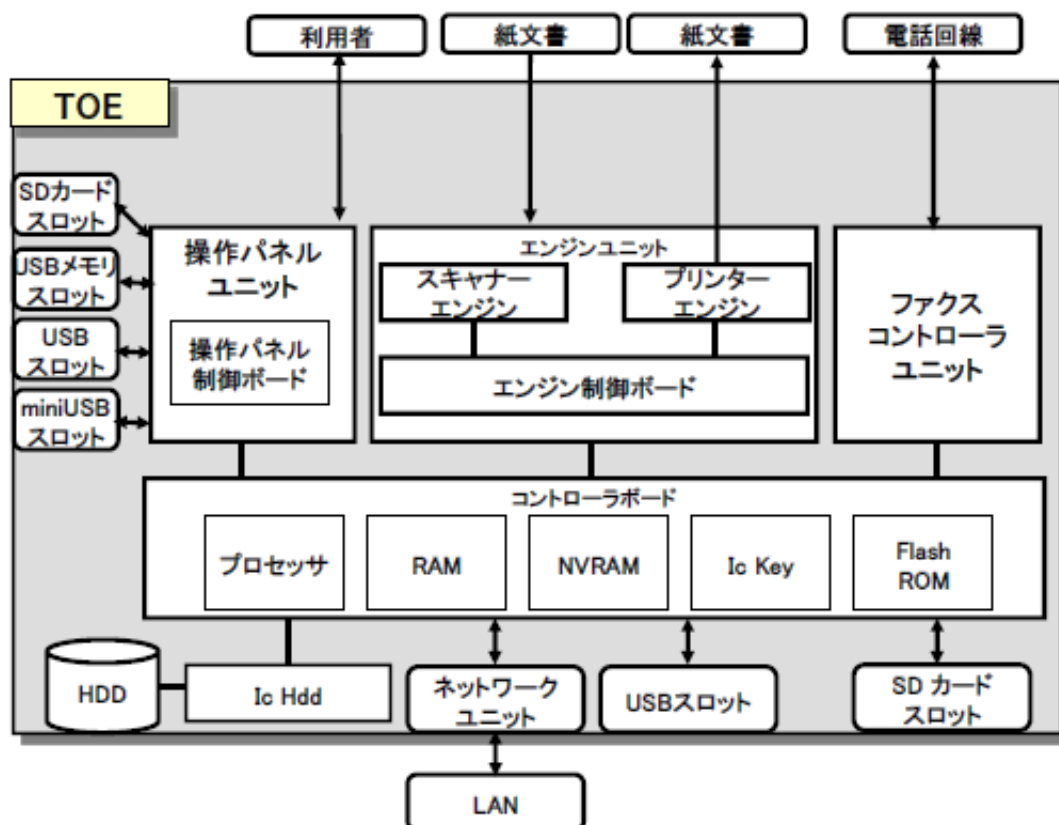 利用者
紙文書
紙文書
電話回線
TOE
SDカード
スロット
USBメモリ
スロット
USB
スロット
miniUSB
スロット
操作パネル
ユニット
操作パネル
制御ボード
エンジンユニット
スキャナー
エンジン
プリンター
エンジン
エンジン制御ボード
ファクス
コントローラ
ユニット
コントローラボード
プロセッサ
RAM
NVRAM
Ic Key
Flash
ROM
HDD
Ic Hdd
ネットワーク
ユニット
USBスロット
SD カード
スロット
LAN